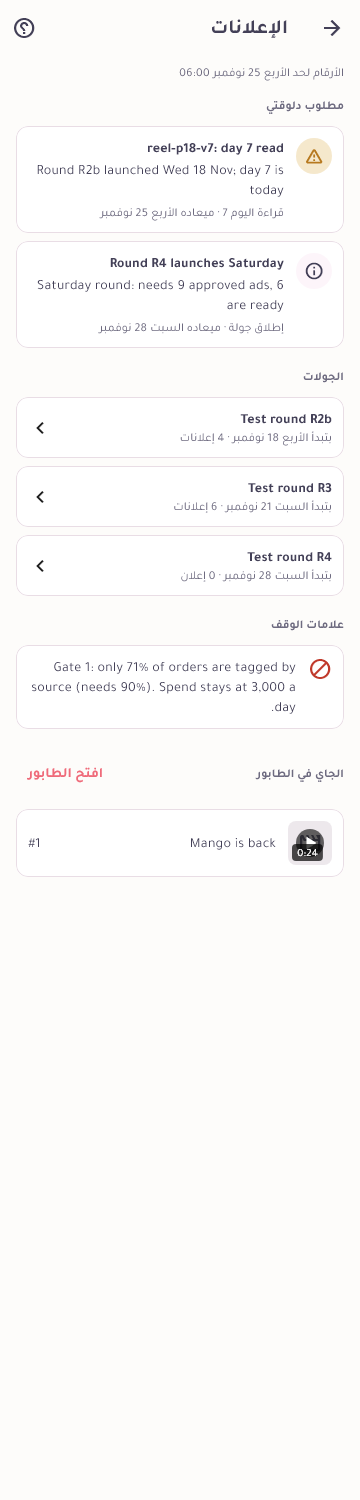 الإعلانات
الأرقام لحد الأربع 25 نوفمبر 06:00
مطلوب دلوقتي
reel-p18-v7: day 7 read
Round R2b launched Wed 18 Nov; day 7 is
today
قراءة اليوم 7 · ميعاده الأربع 25 نوفمبر
Round R4 launches Saturday
Saturday round: needs 9 approved ads, 6
are ready
إطلاق جولة · ميعاده السبت 28 نوفمبر
الجولات
Test round R2b
بتبدأ الأربع 18 نوفمبر · 4 إعلانات
Test round R3
بتبدأ السبت 21 نوفمبر · 6 إعلانات
Test round R4
بتبدأ السبت 28 نوفمبر · 0 إعلان
علامات الوقف
Gate 1: only 71% of orders are tagged by
source (needs 90%). Spend stays at 3,000 a
day.
الجاي في الطابور
افتح الطابور
0:24
Mango is back
#1